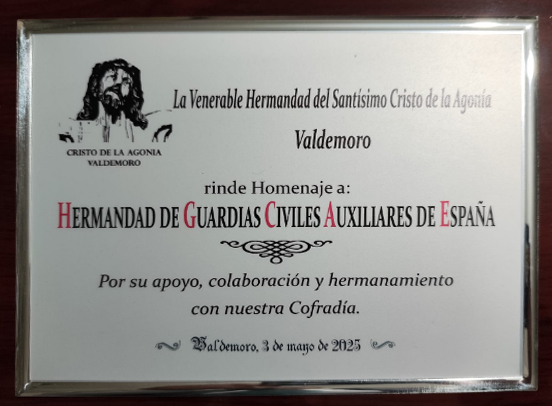 CRISTO DE LA AGONIA
VALDEMORO
La Venerable Hermandad del Santísimo Cristo de la Agonía
Valdemoro
rinde Homenaje a:
HERMANDAD DE GUARDIAS CIVILES AUXILIARES DE ESPAÑA
Por su apoyo, colaboración y hermanamiento
con nuestra Cofradía.
Valdemoro, 3 de mayo de 2025